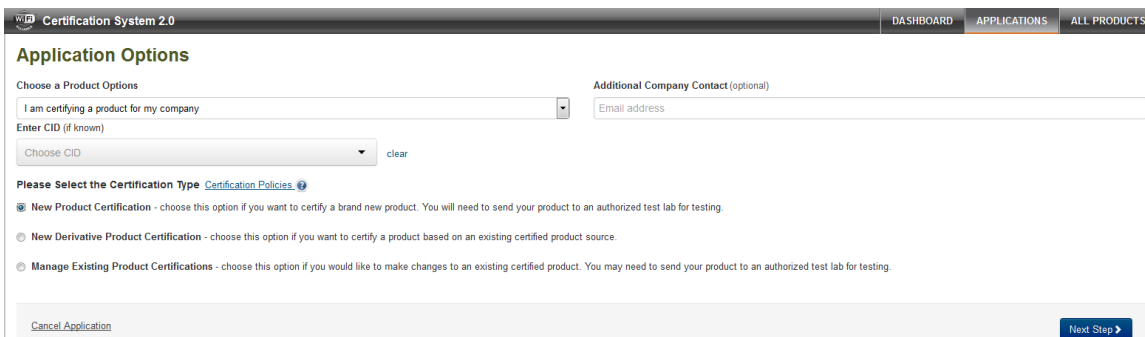 Wi Fi Certification System 2.0
DASHBOARD APPLICATIONS ALL PRODUCTS
Application Options
Choose a Product Options
Additional Company Contact (optional)
I am certifying a product for my company
Email address
Enter CID (if known)
Choose CID
clear
Please Select the Certification Type Certification Policies ?
New Product Certification - choose this option if you want to certify a brand new product. You will need to send your product to an authorized test lab for testing.
New Derivative Product Certification - choose this option if you want to certify a product based on an existing certified product source.
Manage Existing Product Certifications - choose this option if you would like to make changes to an existing certified product. You may need to send your product to an authorized test lab for testing.
Cancel Application
Next Step